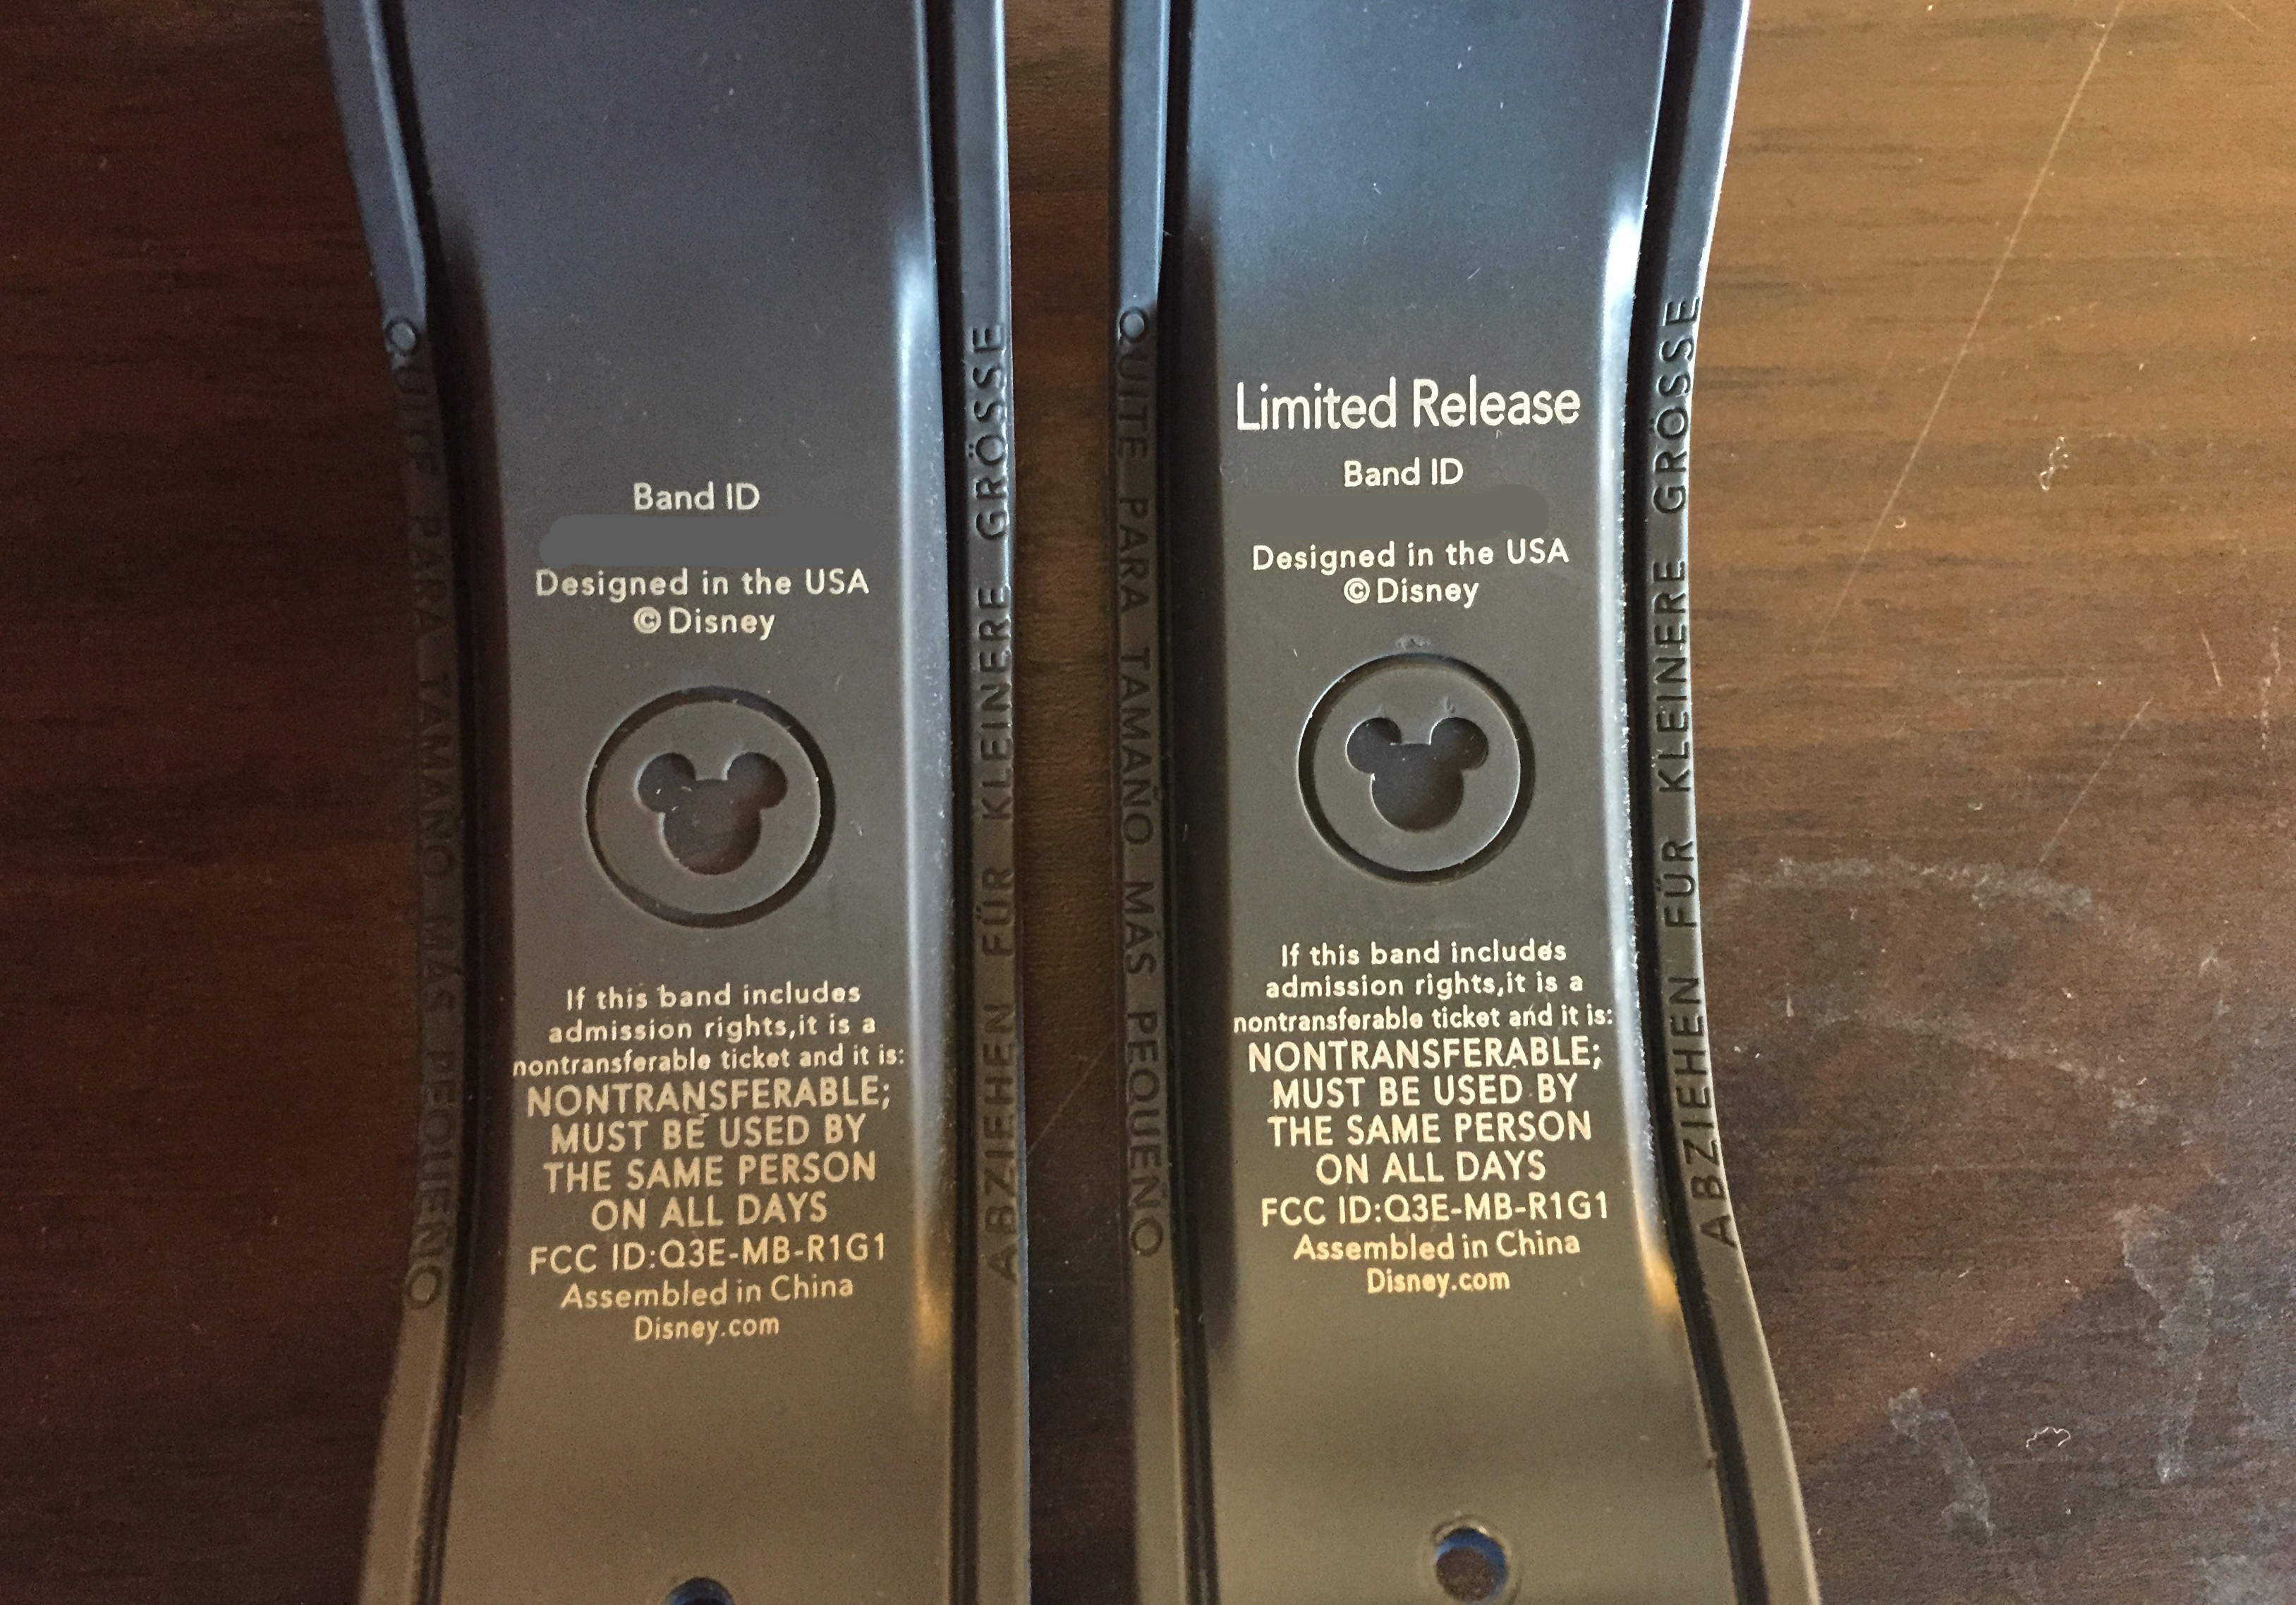 QUITE PARA TAMAÑO MÁS PEQUEÑO
Band ID
Designed in the USA
© Disney
If this band includes
admission rights,it is a
nontransferable ticket and it is:
NONTRANSFERABLE;
MUST BE USED BY
THE SAME PERSON
ON ALL DAYS
FCC ID:Q3E-MB-R1G1
Assembled in China
Disney.com
ABZIEHEN FÜR KLEINERE GRÖSSE
QUITE PARA TAMAÑO MÁS PEQUEÑO
Limited Release
Band ID
Designed in the USA
© Disney
If this band includes
admission rights,it is a
nontransferable ticket and it is:
NONTRANSFERABLE;
MUST BE USED BY
THE SAME PERSON
ON ALL DAYS
FCC ID:Q3E-MB-R1G1
Assembled in China
Disney.com
ABZIEHEN FÜR KLEINERE GRÖSSE